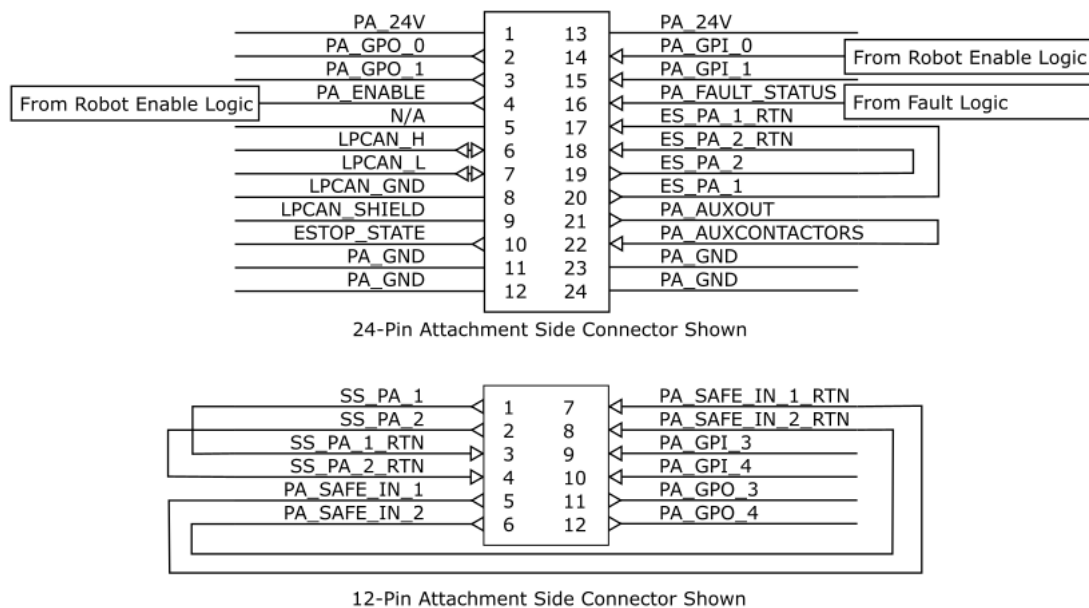 PA_24V 1 13 PA_24V
PA_GPO_0 2 14 PA_GPI_0 From Robot Enable Logic
PA_GPO_1 3 15 PA_GPI_1
From Robot Enable Logic PA_ENABLE 4 16 PA_FAULT_STATUS From Fault Logic
N/A 5 17 ES_PA_1_RTN
LPCAN_H 6 18 ES_PA_2_RTN
LPCAN_L 7 19 ES_PA_2
LPCAN_GND 8 20 ES_PA_1
LPCAN_SHIELD 9 21 PA_AUXOUT
ESTOP_STATE 10 22 PA_AUXCONTACTORS
PA_GND 11 23 PA_GND
PA_GND 12 24 PA_GND
24-Pin Attachment Side Connector Shown
SS_PA_1 1 7 PA_SAFE_IN_1_RTN
SS_PA_2 2 8 PA_SAFE_IN_2_RTN
SS_PA_1_RTN 3 9 PA_GPI_3
SS_PA_2_RTN 4 10 PA_GPI_4
PA_SAFE_IN_1 5 11 PA_GPO_3
PA_SAFE_IN_2 6 12 PA_GPO_4
12-Pin Attachment Side Connector Shown